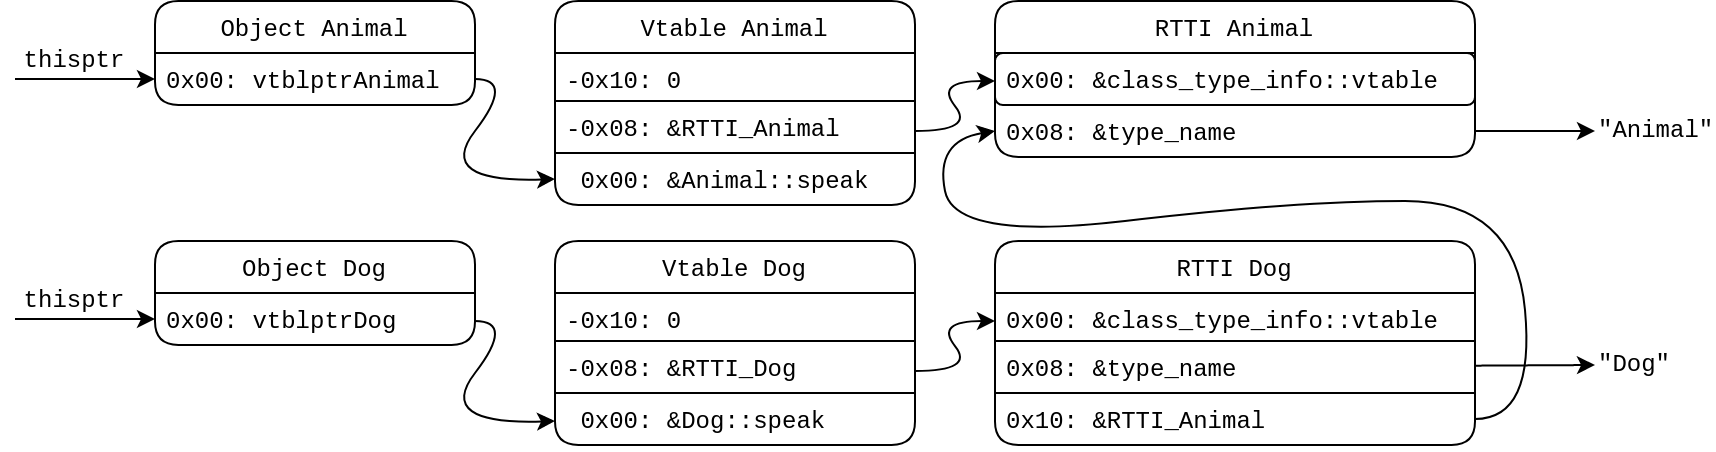 Object Animal
thisptr
0x00: vtblptrAnimal
Vtable Animal
-0x10: 0
-0x08: &RTTI_Animal
0x00: &Animal::speak
RTTI Animal
0x00: &class_type_info::vtable
0x08: &type_name
"Animal"
Object Dog
thisptr
0x00: vtblptrDog
Vtable Dog
-0x10: 0
-0x08: &RTTI_Dog
0x00: &Dog::speak
RTTI Dog
0x00: &class_type_info::vtable
0x08: &type_name
"Dog"
0x10: &RTTI_Animal